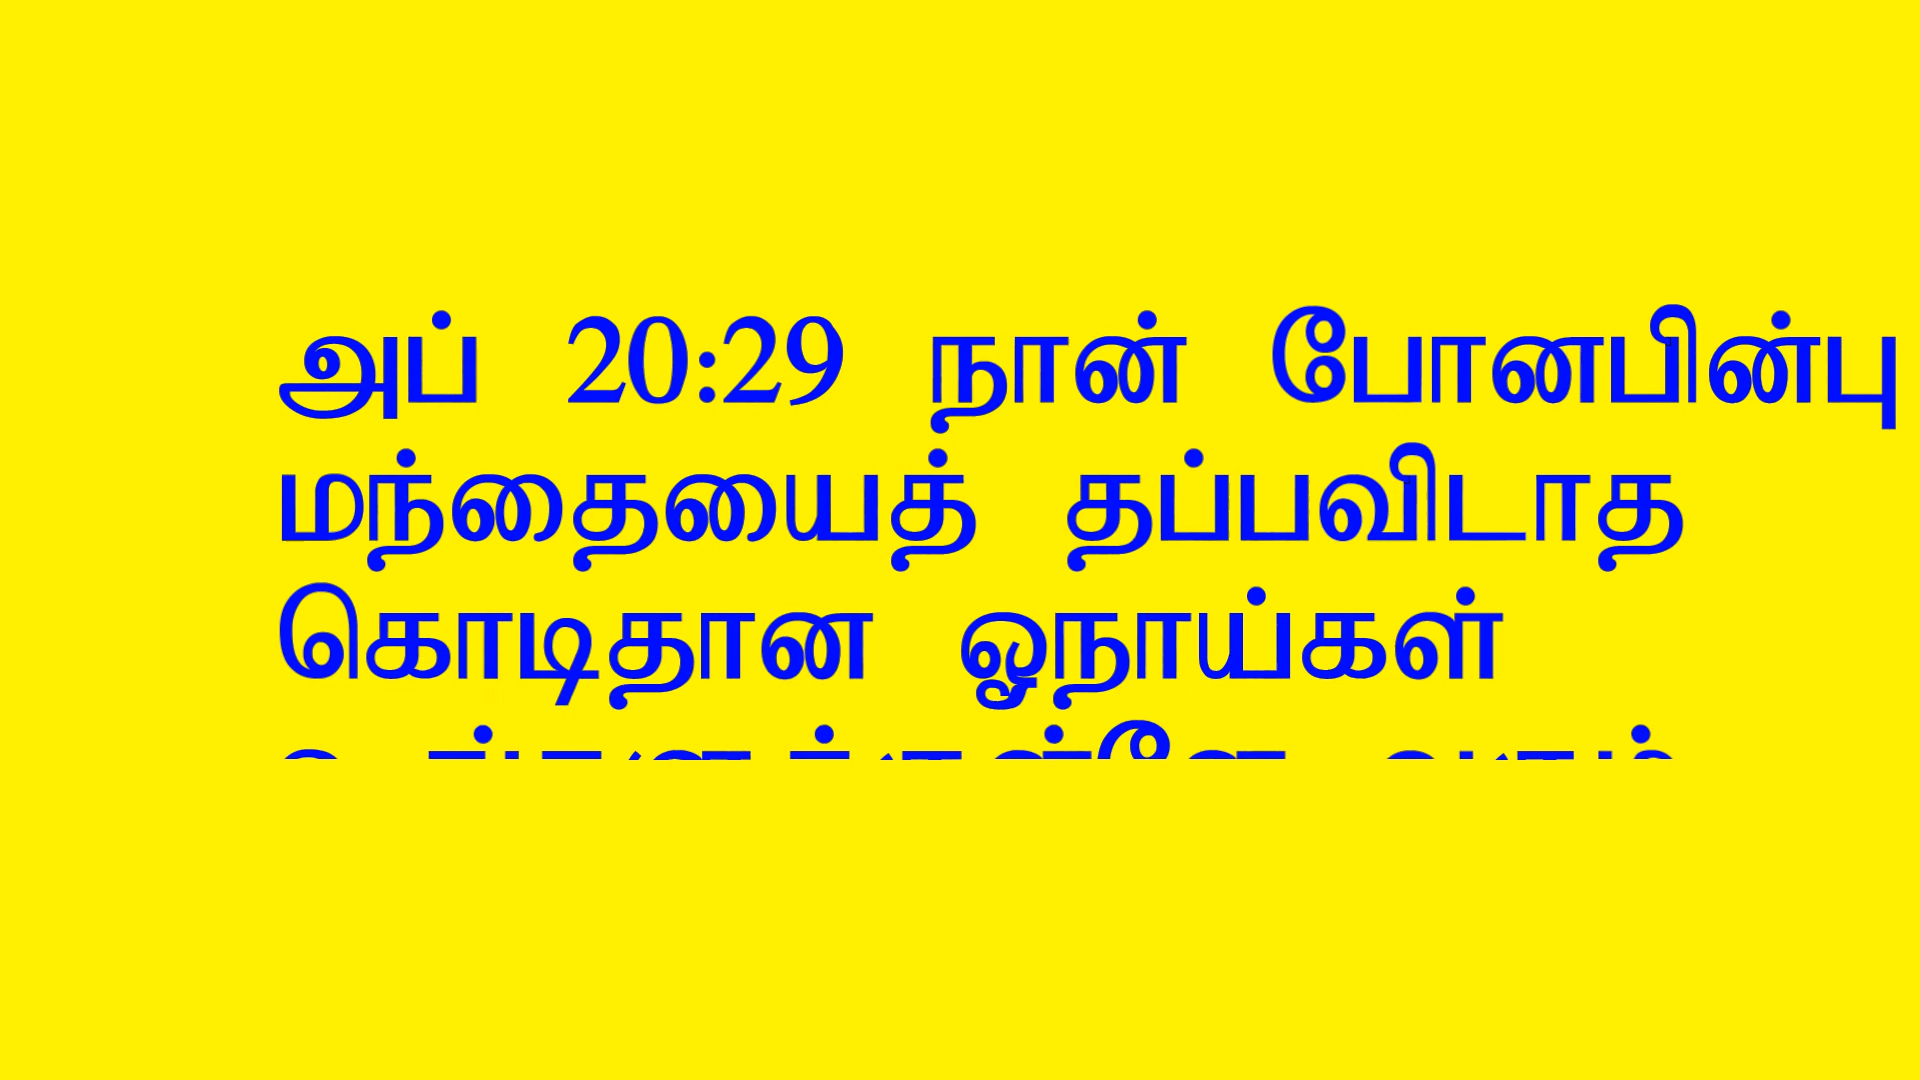 அப் 20:29 நான் போனபின்பு
மந்தையைத் தப்பவிடாத
கொடிதான ஓநாய்கள்